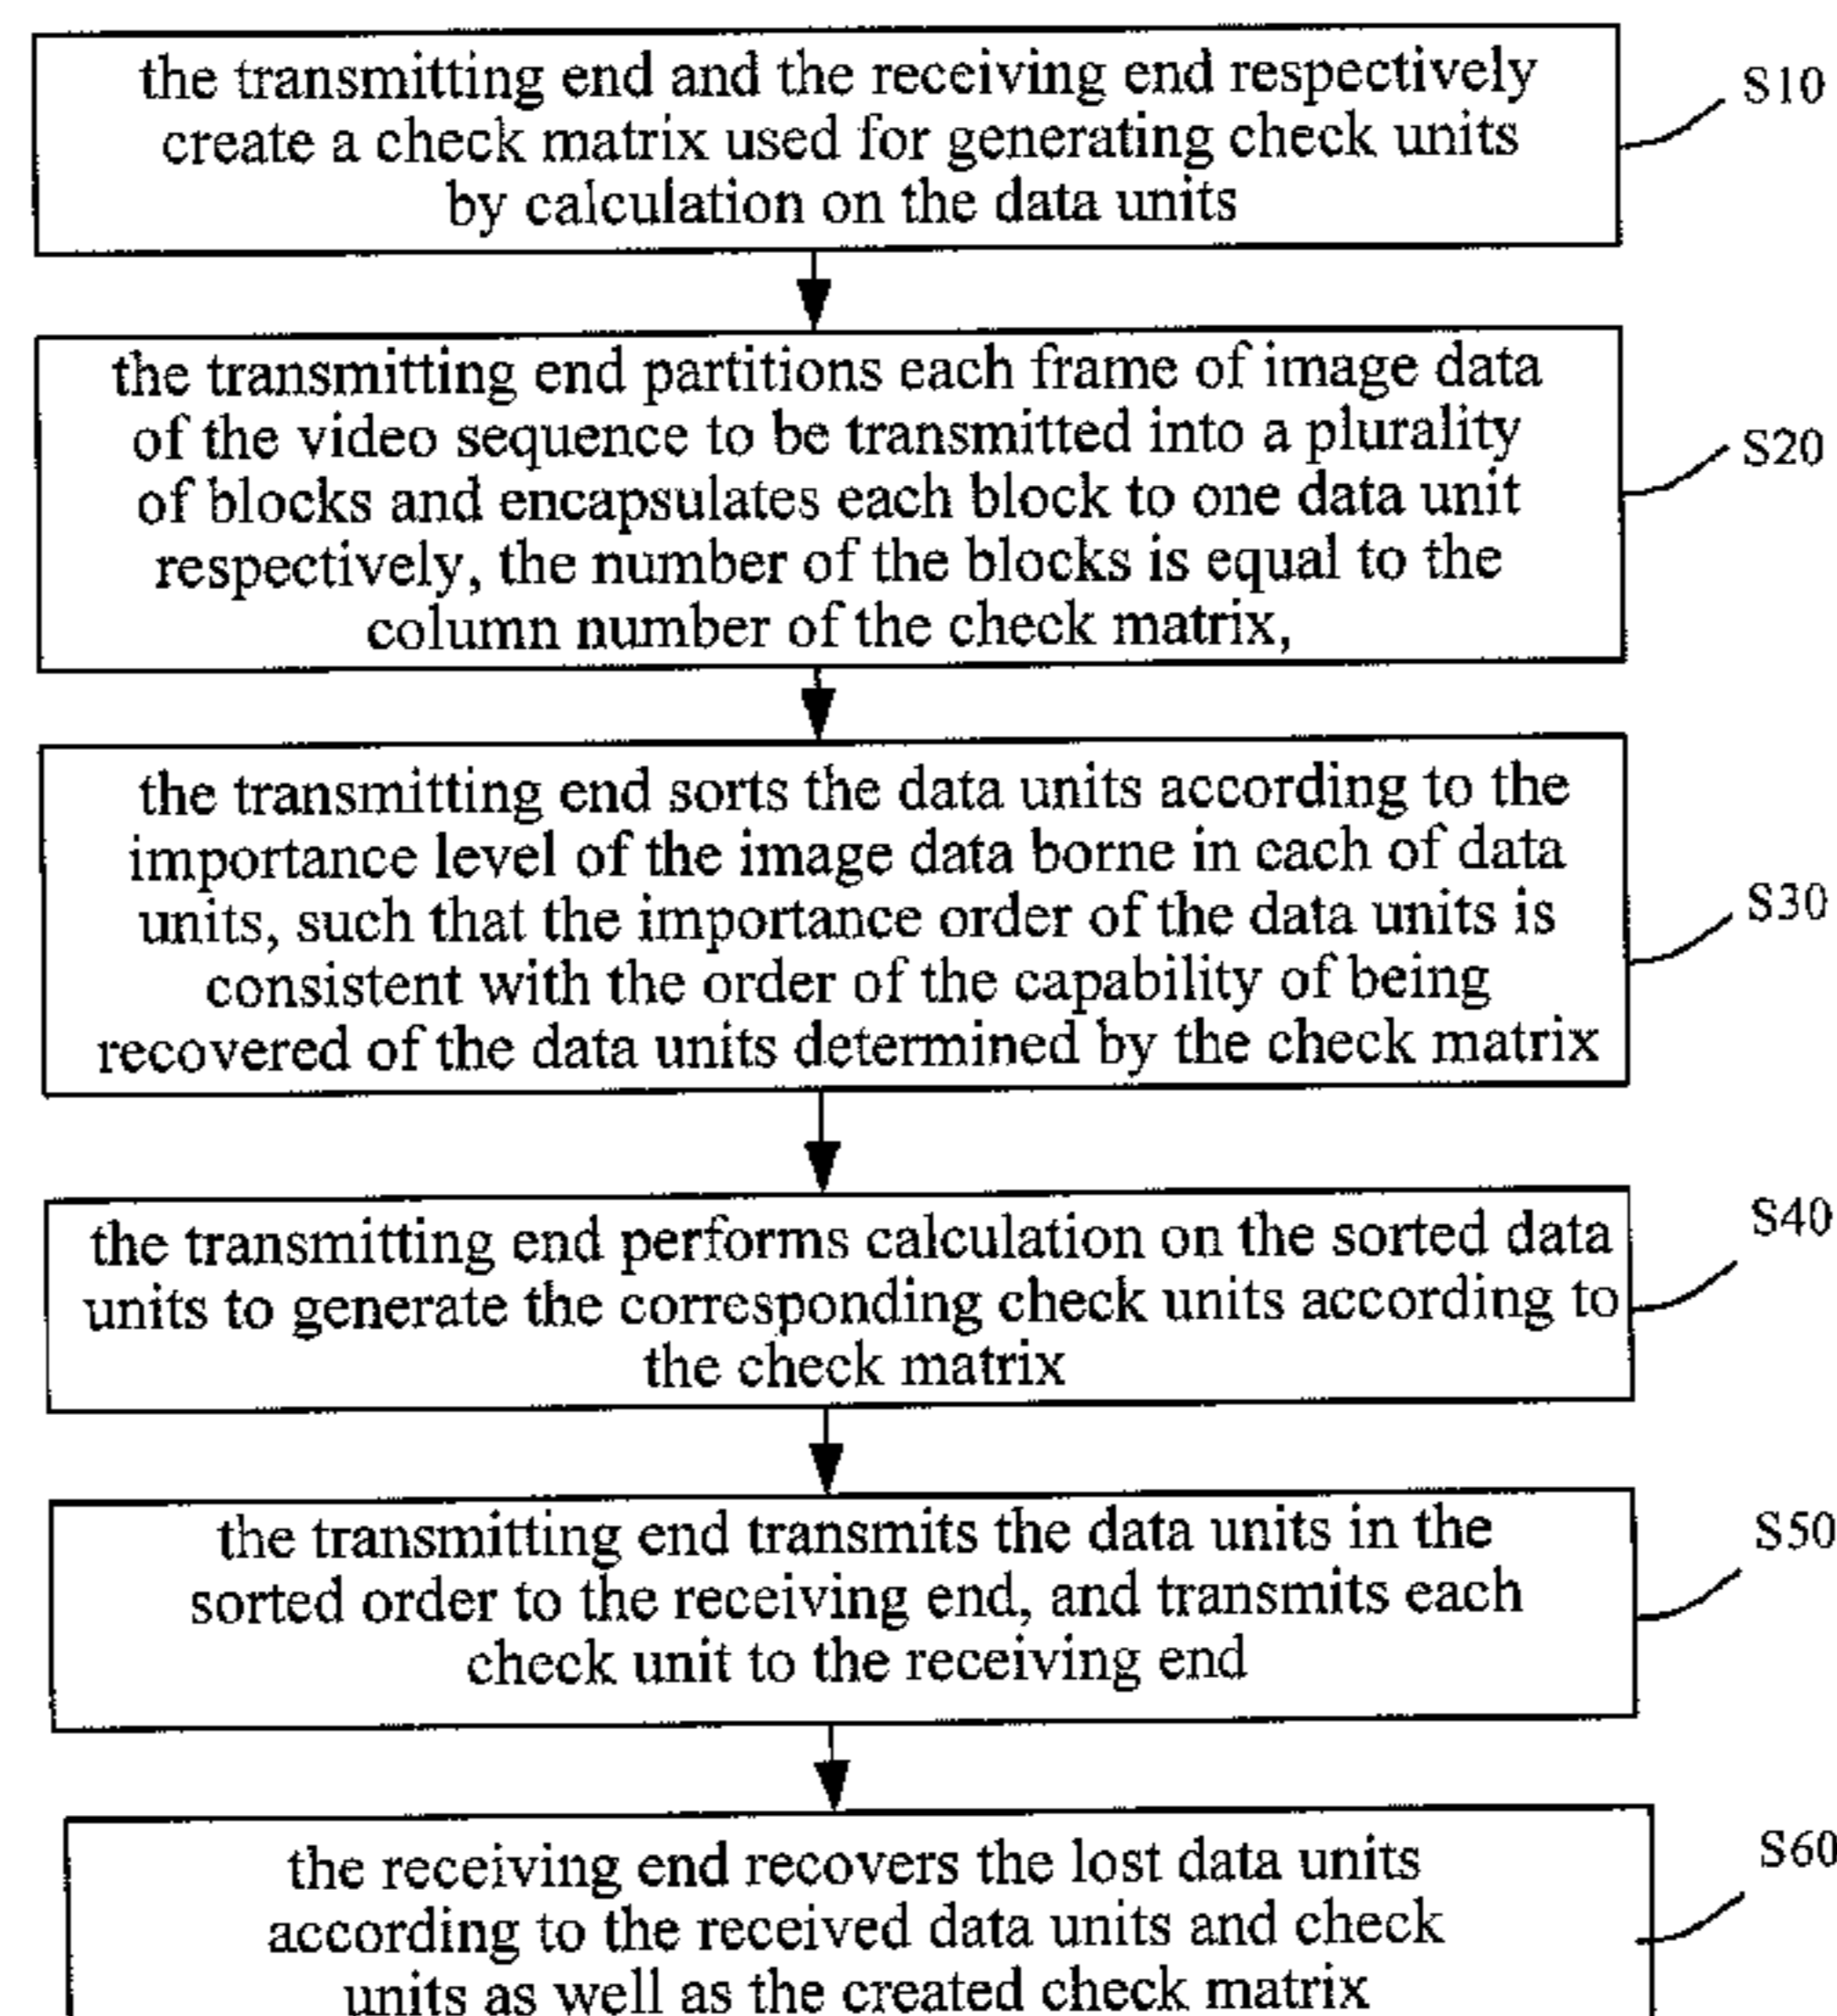 the transmitting end and the receiving end respectively
create a check matrix used for generating check units
by calculation on the data units
S10
the transmitting end partitions each frame of image data
of the video sequence to be transmitted into a plurality
of blocks and encapsulates each block to one data unit
respectively, the number of the blocks is equal to the
column number of the check matrix,
S20
the transmitting end sorts the data units according to the
importance level of the image data borne in each of data
units, such that the importance order of the data units is
consistent with the order of the capability of being
recovered of the data units determined by the check matrix
S30
the transmitting end performs calculation on the sorted data
units to generate the corresponding check units according to
the check matrix
S40
the transmitting end transmits the data units in the
sorted order to the receiving end, and transmits each
check unit to the receiving end
S50
the receiving end recovers the lost data units
according to the received data units and check
units as well as the created check matrix
S60